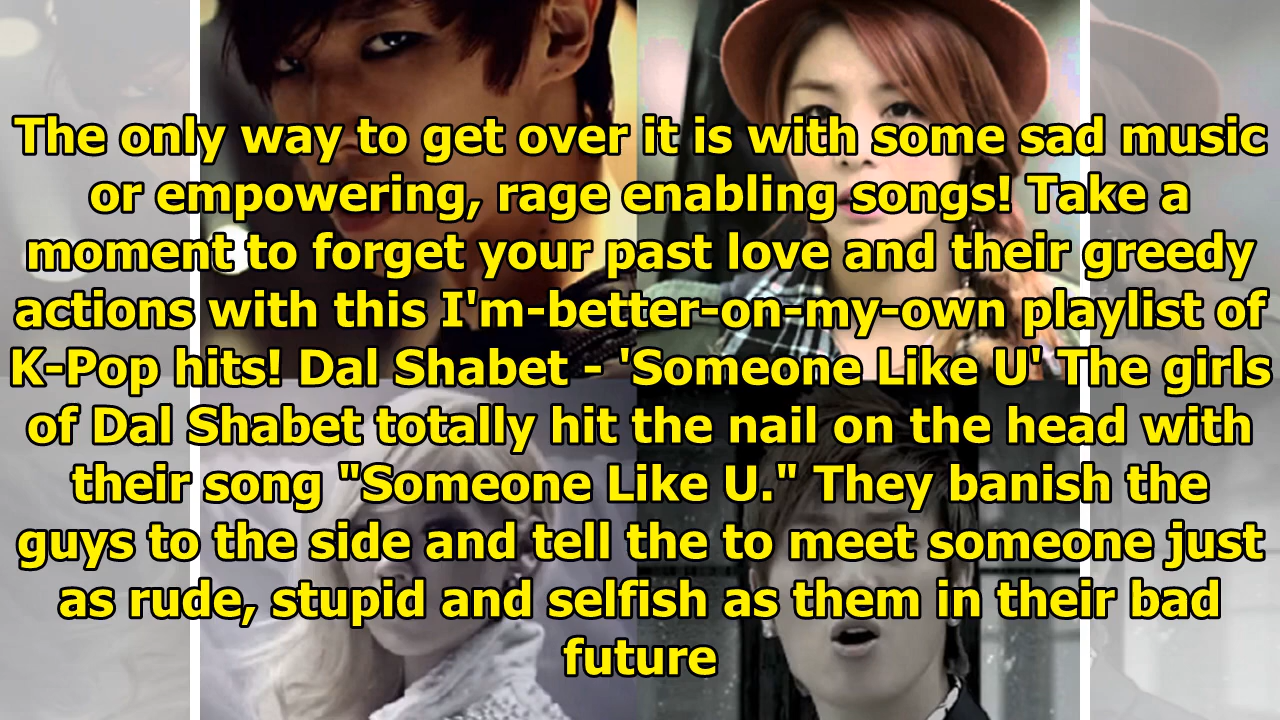 The only way to get over it is with some sad music
or empowering, rage enabling songs! Take a
moment to forget your past love and their greedy
actions with this I'm-better-on-my-own playlist of
K-Pop hits! Dal Shabet - 'Someone Like U' The girls
of Dal Shabet totally hit the nail on the head with
their song "Someone Like U." They banish the
guys to the side and tell the to meet someone just
as rude, stupid and selfish as them in their bad
future